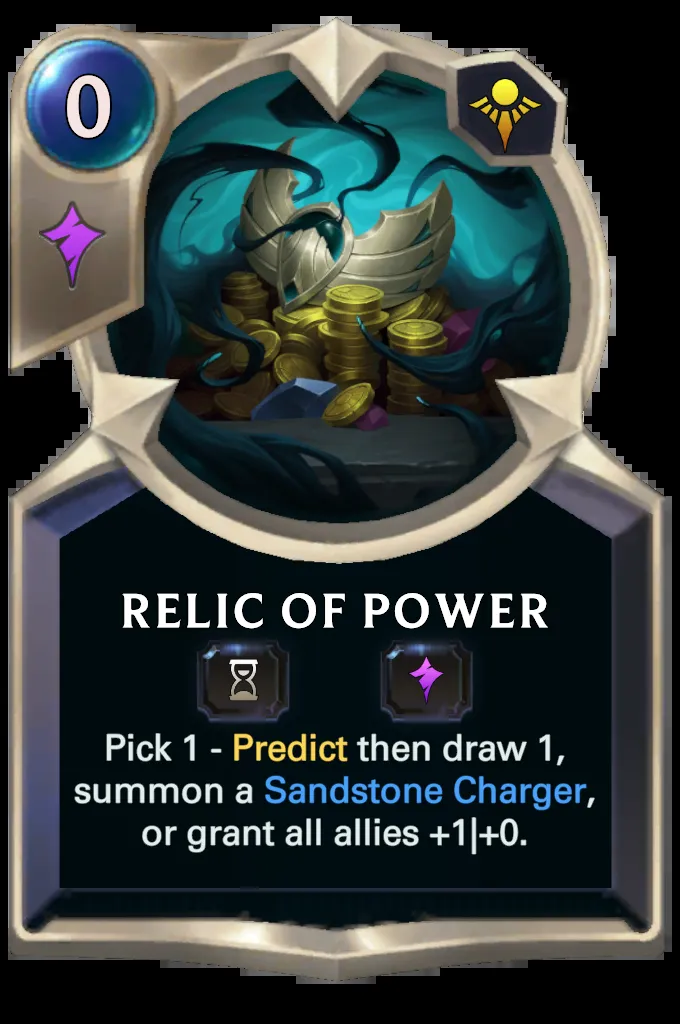 0
RELIC OF POWER
Pick 1 - Predict then draw 1,
summon a Sandstone Charger,
or grant all allies +1|+0.